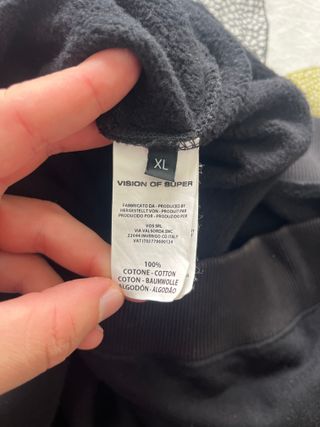 XL
VISION OF SUPER
FABRICATO DA - PRODUCED BY
HERGESTELLT VON - PRODUIT PAR
PRODUCIDO POR - PRODUZIDO POR
VOS SRL
VIA VALSORDA SNC
22044 INVERIGO CO ITALY
100%
COTONE - COTTON
COTON - BAUMWOLLE
ALGODÓN - ALGODÃO